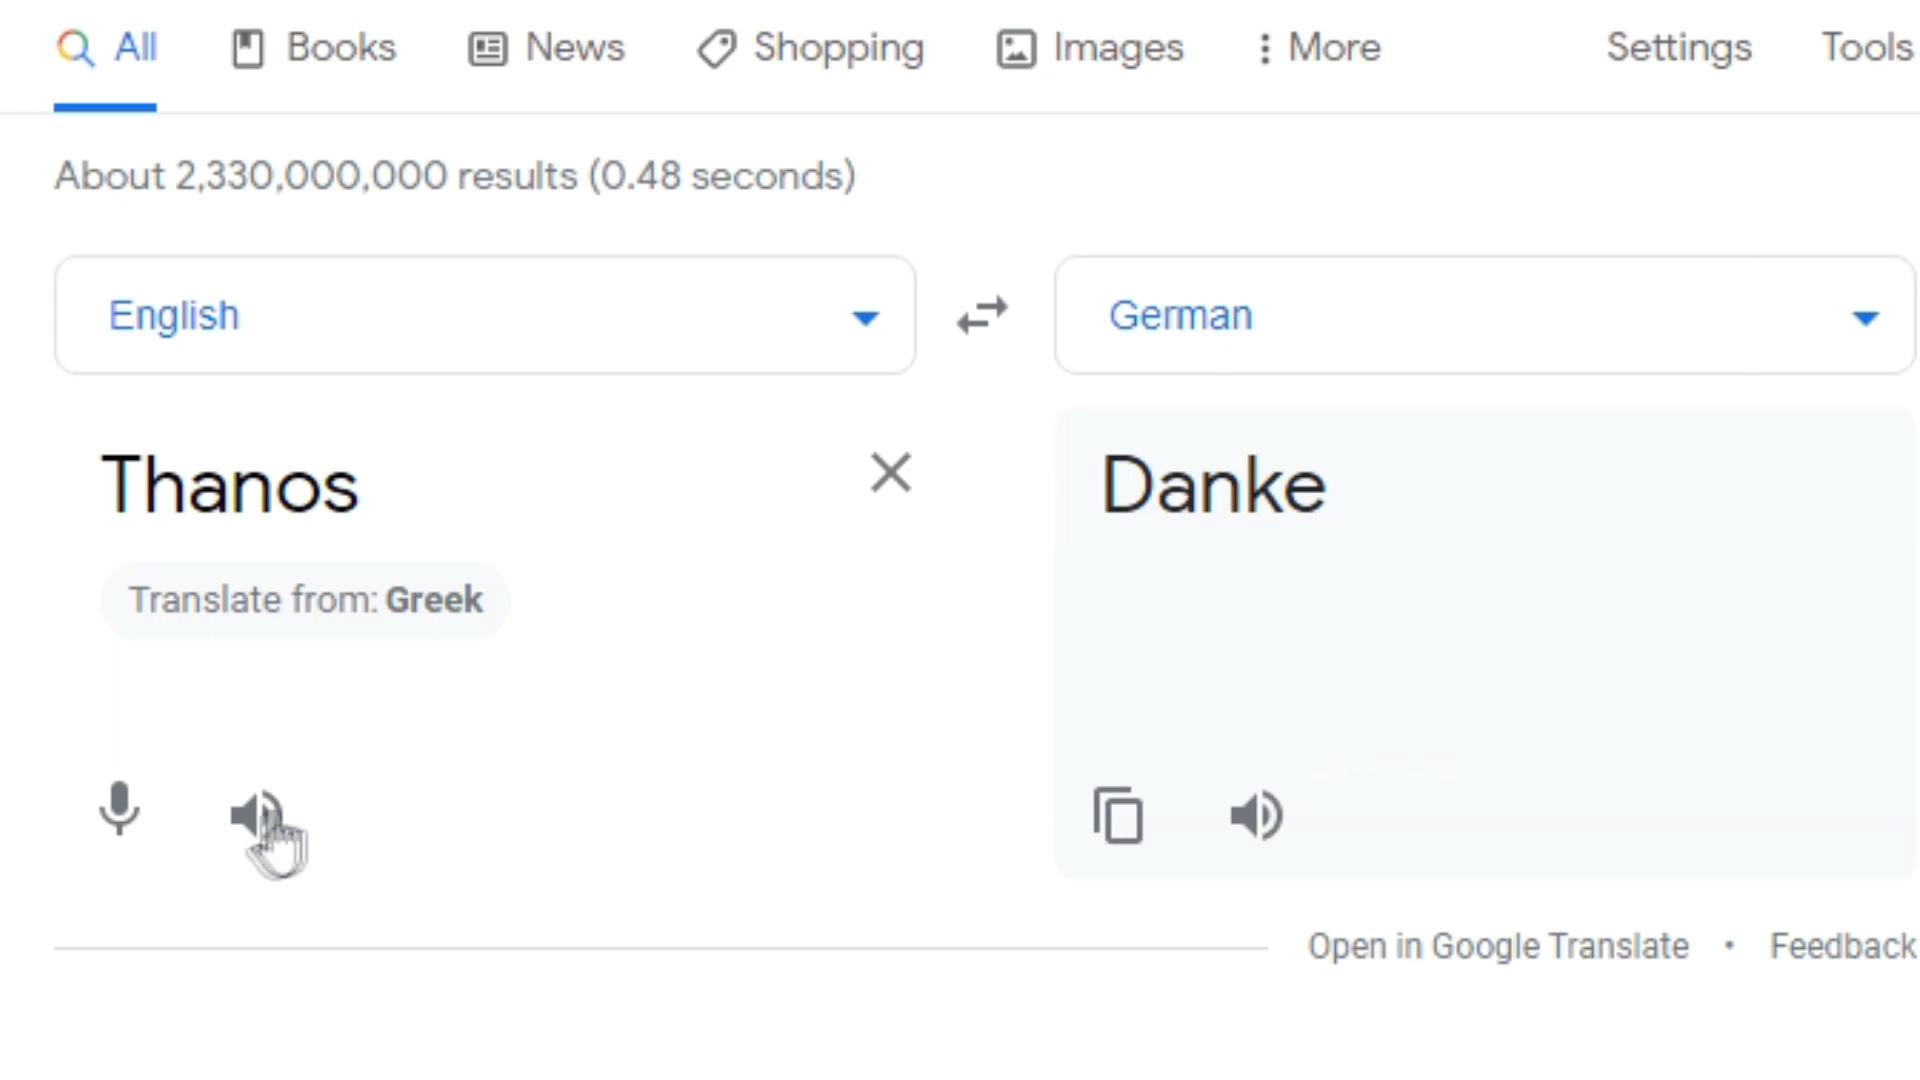 All Books News Shopping Images More Settings Tools
About 2,330,000,000 results (0.48 seconds)
English German
Thanos Danke
Translate from: Greek
Open in Google Translate • Feedback